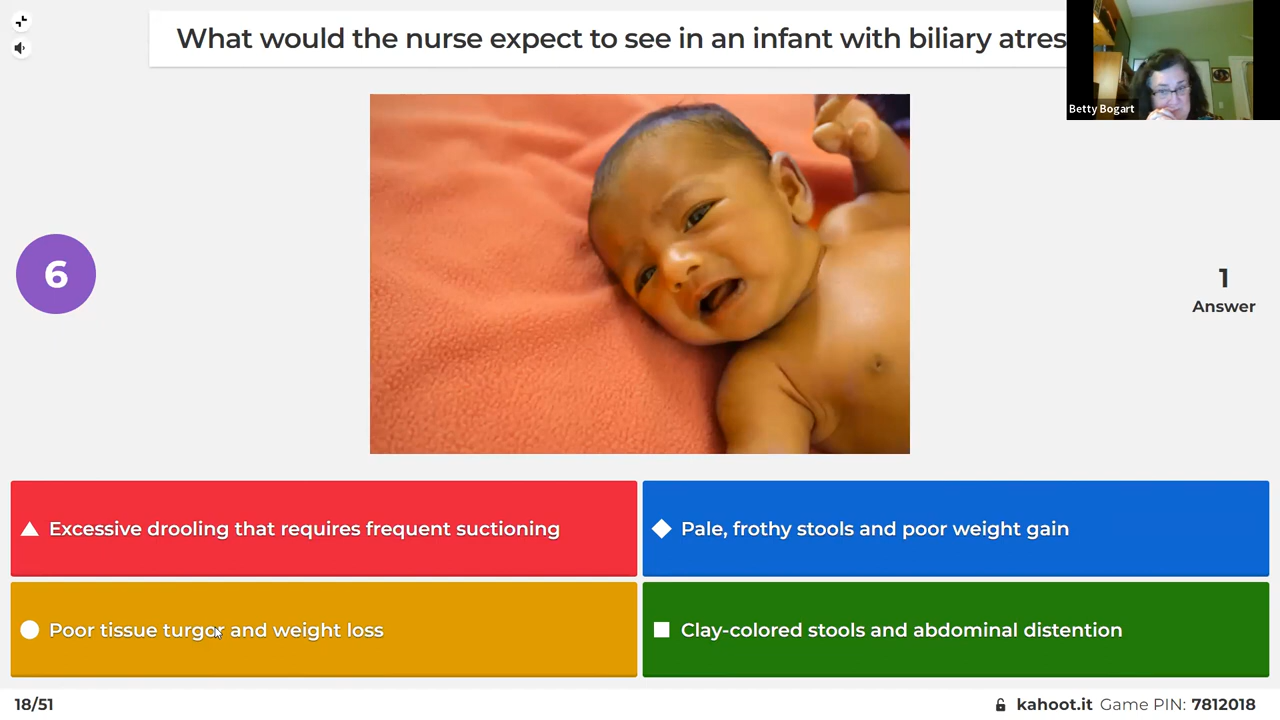 What would the nurse expect to see in an infant with biliary atres
Betty Bogart
6
1
Answer
Excessive drooling that requires frequent suctioning
Pale, frothy stools and poor weight gain
Poor tissue turgor and weight loss
Clay-colored stools and abdominal distention
18/51
kahoot.it Game PIN: 7812018